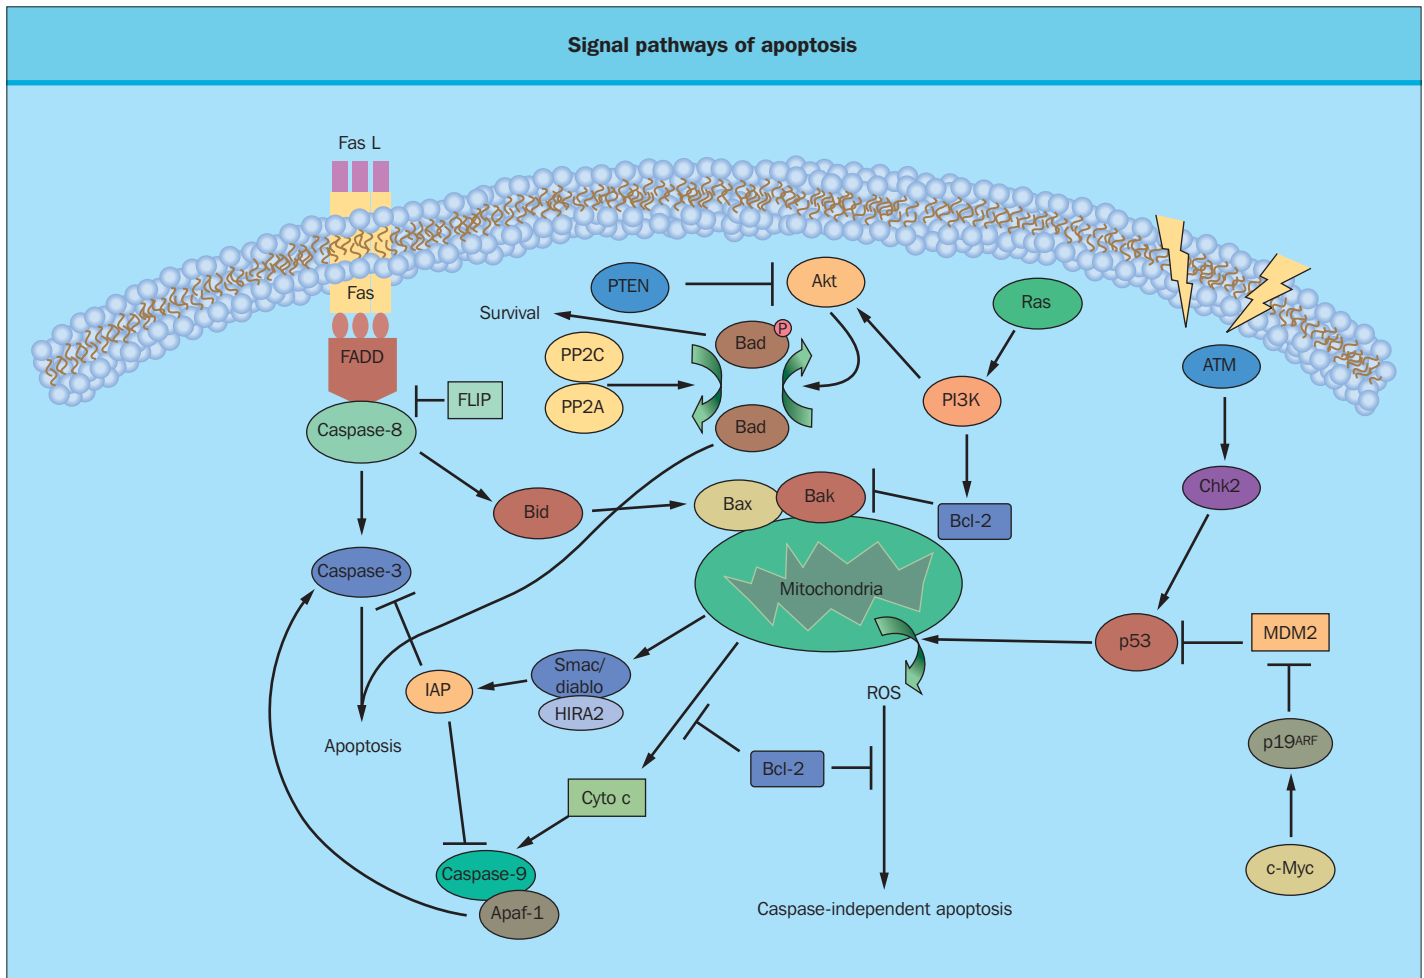 Signal pathways of apoptosis
Fas L
Fas
Fas
FADD
Caspase-8
FLIP
Survival
PTEN
Akt
Ras
PP2C
PP2A
Bad
P
Bad
PI3K
ATM
Chk2
Bid
Bax
Bak
Bcl-2
Caspase-3
Mitochondria
p53
MDM2
IAP
Smac/
diablo
HIRA2
ROS
p19ARF
Apoptosis
Bcl-2
Cyto c
c-Myc
Caspase-9
Apaf-1
Caspase-independent apoptosis